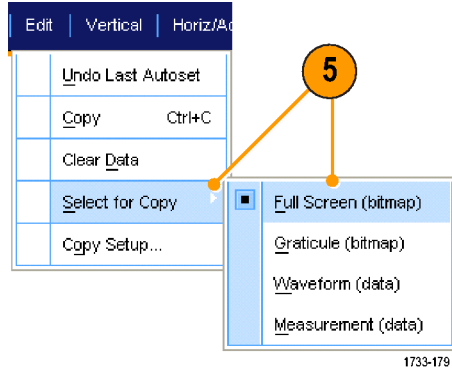 Edit Vertical Horiz/Ac
Undo Last Autoset
5
Copy Ctrl+C
Clear Data
Select for Copy
Full Screen (bitmap)
Copy Setup...
Graticule (bitmap)
Waveform (data)
Measurement (data)
1733-179